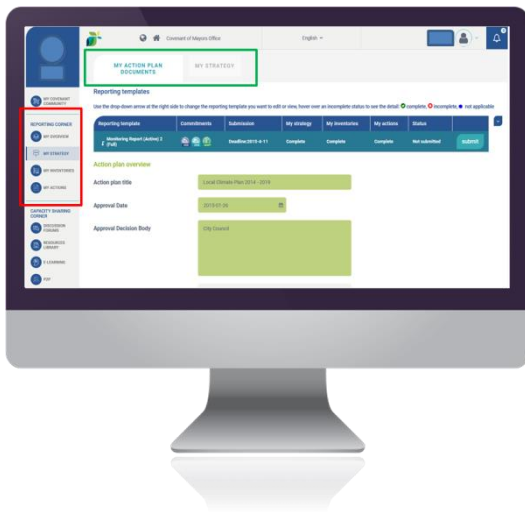 Covenant of Mayors Office
English
MY ACTION PLAN
DOCUMENTS
MY STRATEGY
MY COVENANT
COMMUNITY
REPORTING CORNER
MY OVERVIEW
MY STRATEGY
MY INVENTORIES
MY ACTIONS
CAPACITY SHARING
CORNER
DISCUSSION
FORUMS
RESOURCES
LIBRARY
E-LEARNING
Reporting templates
Use the drop-down arrow at the right side to change the reporting template you want to edit or view, hover over an incomplete status to see the detail: complete, incomplete, not applicable
Reporting template Commitments Submission My strategy My inventories My actions Status
Monitoring Report (Active) 2 (Full) Deadline:2015-6-11 Complete Complete Complete Not submitted submit
Action plan overview
Action plan title Local Climate Plan 2014 - 2019
Approval Date 2015-07-28
Approval Decision Body City Council